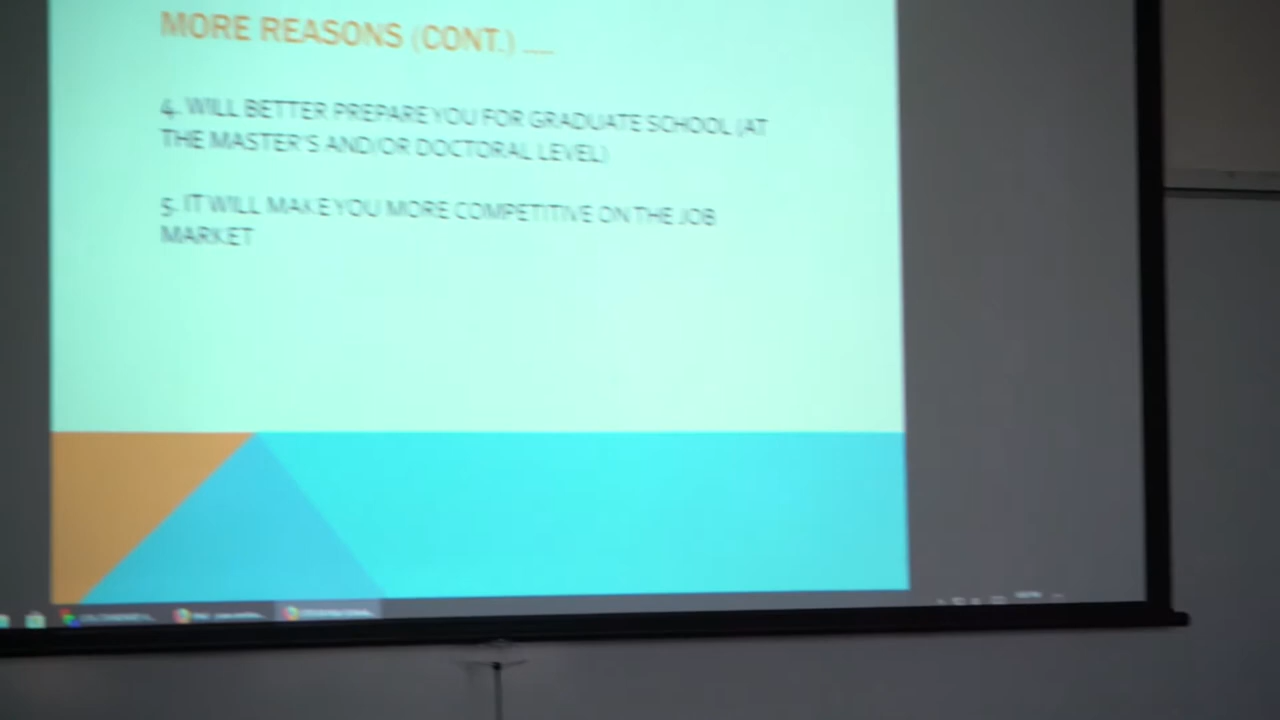 MORE REASONS (CONT.) ....
4. WILL BETTER PREPARE YOU FOR GRADUATE SCHOOL (AT
THE MASTER'S AND/OR DOCTORAL LEVEL)
5. IT WILL MAKE YOU MORE COMPETITIVE ON THE JOB
MARKET